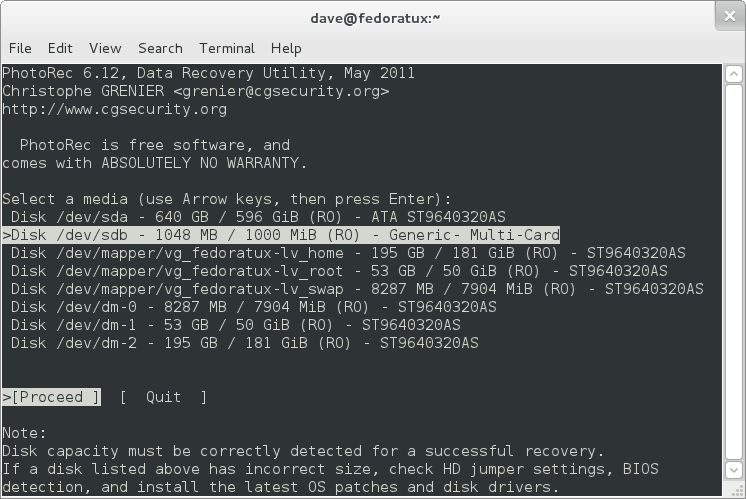 dave@fedoratux:~
File Edit View Search Terminal Help
PhotoRec 6.12, Data Recovery Utility, May 2011
Christophe GRENIER <grenier@cgsecurity.org>
http://www.cgsecurity.org
PhotoRec is free software, and
comes with ABSOLUTELY NO WARRANTY.
Select a media (use Arrow keys, then press Enter):
Disk /dev/sda - 640 GB / 596 GiB (RO) - ATA ST9640320AS
>Disk /dev/sdb - 1048 MB / 1000 MiB (RO) - Generic- Multi-Card
Disk /dev/mapper/vg_fedoratux-lv_home - 195 GB / 181 GiB (RO) - ST9640320AS
Disk /dev/mapper/vg_fedoratux-lv_root - 53 GB / 50 GiB (RO) - ST9640320AS
Disk /dev/mapper/vg_fedoratux-lv_swap - 8287 MB / 7904 MiB (RO) - ST9640320AS
Disk /dev/dm-0 - 8287 MB / 7904 MiB (RO) - ST9640320AS
Disk /dev/dm-1 - 53 GB / 50 GiB (RO) - ST9640320AS
Disk /dev/dm-2 - 195 GB / 181 GiB (RO) - ST9640320AS
>[Proceed ]  [  Quit  ]
Note:
Disk capacity must be correctly detected for a successful recovery.
If a disk listed above has incorrect size, check HD jumper settings, BIOS
detection, and install the latest OS patches and disk drivers.